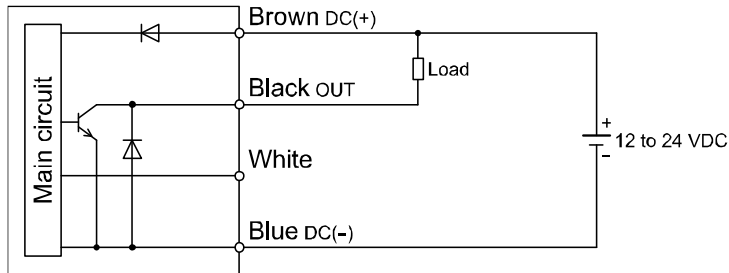 Brown DC(+)
Load
Black OUT
Main circuit
+
12 to 24 VDC
-
White
Blue DC(-)